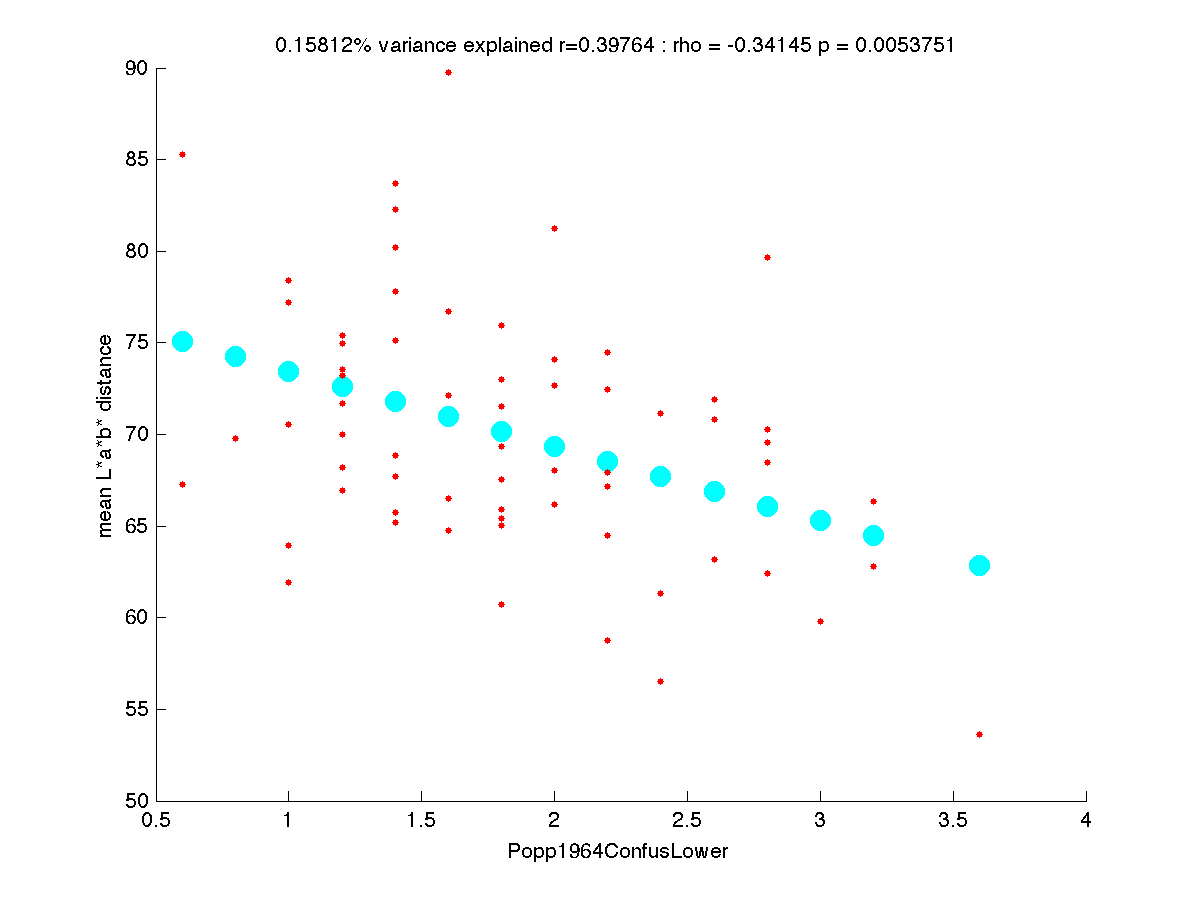 0.15812% variance explained r=0.39764 : rho = -0.34145 p = 0.0053751
90
85
80
75
70
65
60
55
50
mean L*a*b* distance
0.5 1 1.5 2 2.5 3 3.5 4
Popp1964ConfusLower